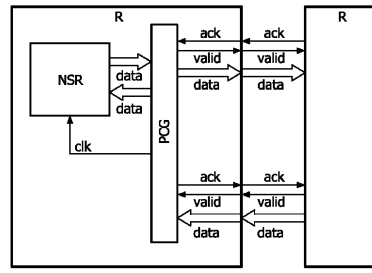 R
R
NSR
data
data
clk
PCG
ack
ack
valid
valid
data
data
ack
ack
valid
valid
data
data